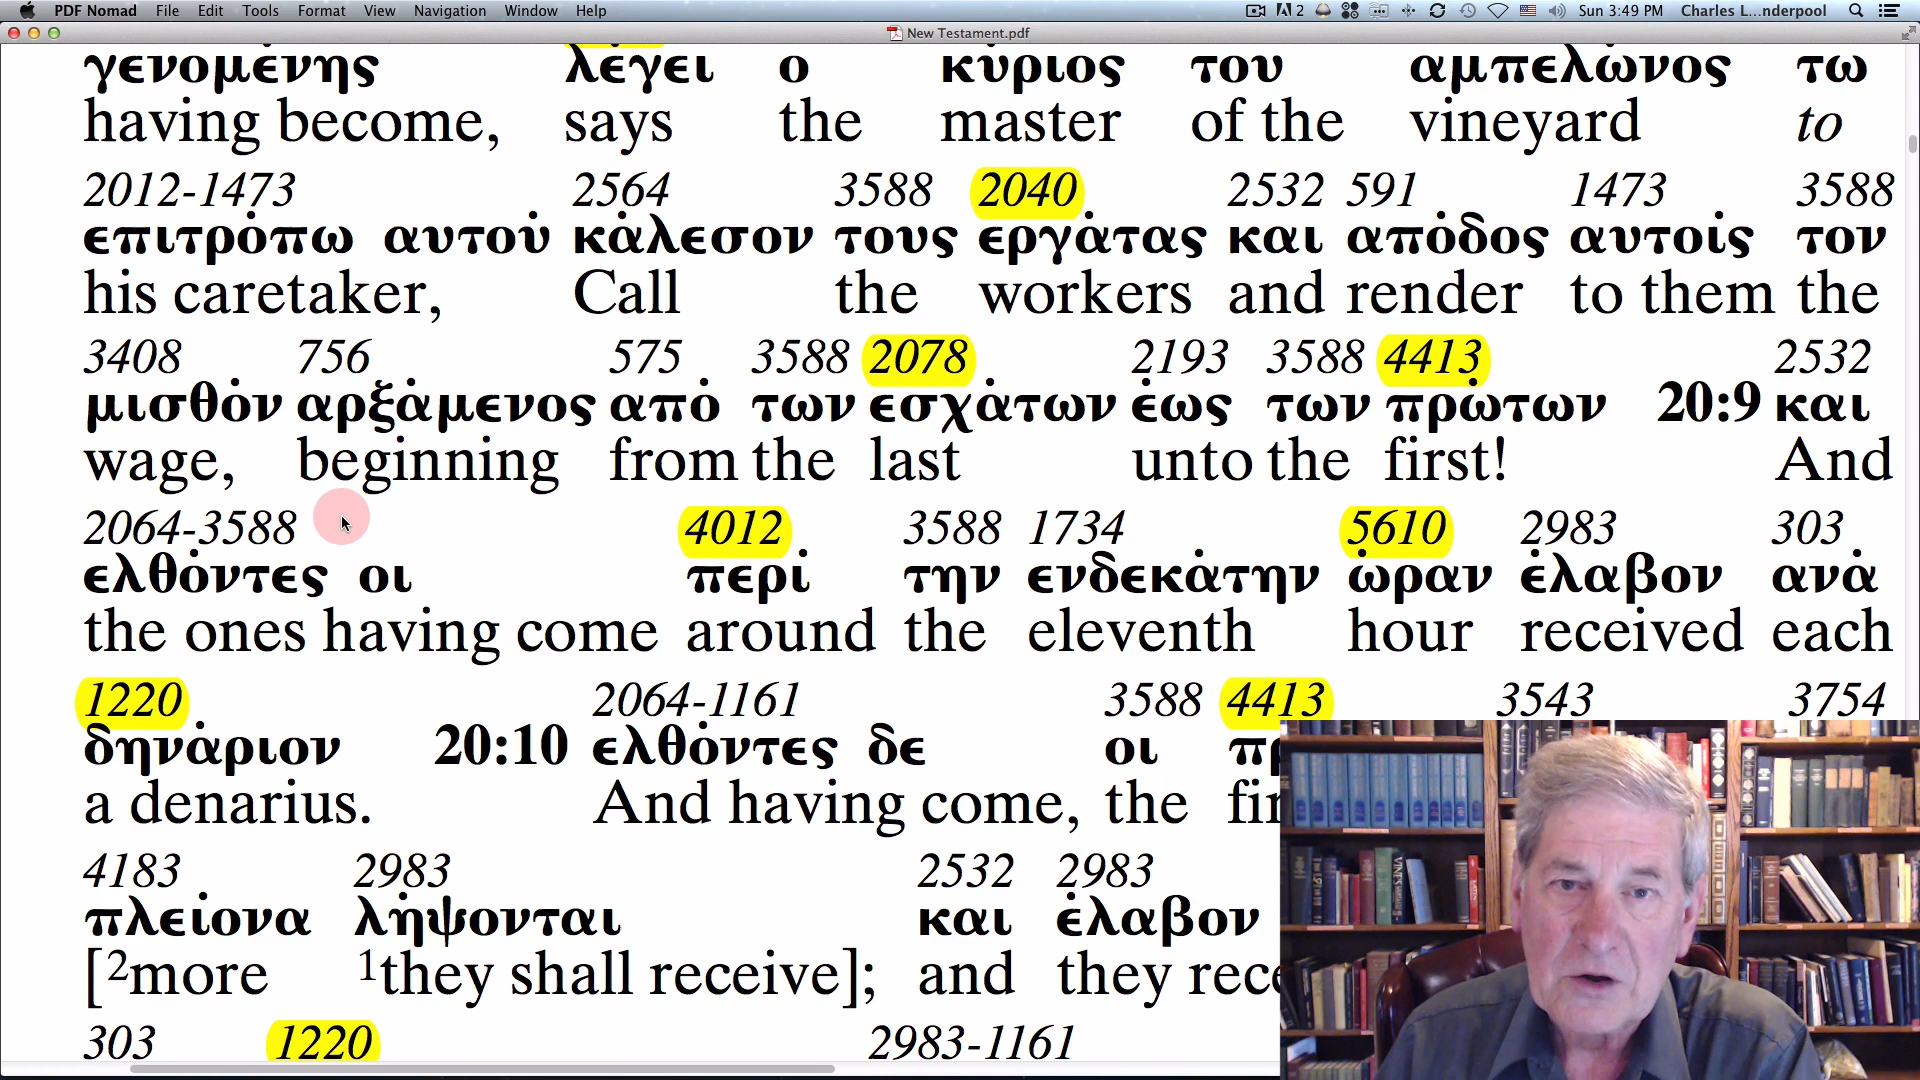 PDF Nomad File Edit Tools Format View Navigation Window Help 2 Sun 3:49 PM Charles L...nderpool
New Testament.pdf
γενομένης λέγει ο κύριος του αμπελώνος τω
having become, says the master of the vineyard to
2012-1473 2564 3588 2040 2532 591 1473 3588
επιτρόπω αυτού κάλεσον τους εργάτας και απόδος αυτοίς τον
his caretaker, Call the workers and render to them the
3408 756 575 3588 2078 2193 3588 4413 2532
μισθόν αρξάμενος από των εσχάτων έως των πρώτων 20:9 και
wage, beginning from the last unto the first! And
2064-3588 4012 3588 1734 5610 2983 303
ελθόντες οι περί την ενδεκάτην ώραν έλαβον ανά
the ones having come around the eleventh hour received each
1220 2064-1161 3588 4413 3543 3754
δηνάριον 20:10 ελθόντες δε οι
a denarius. And having come, the
4183 2983 2532 2983
πλείονα λήψονται και έλαβον
[2more 1they shall receive]; and they
303 1220 2983-1161